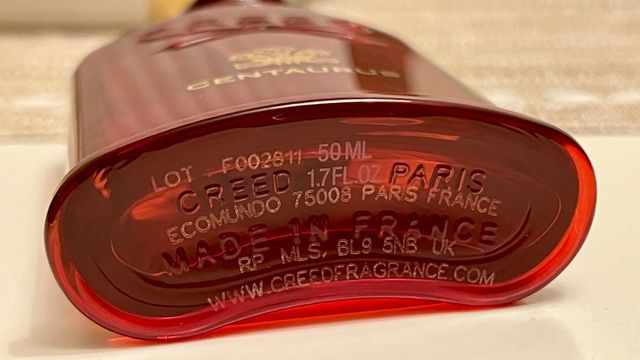 CENTAURUS
LOT F002811 50 ML
CREED 1.7FL OZ PARIS
ECOMUNDO 75008 PARIS FRANCE
MADE IN FRANCE
RP MLS, BL9 5NB UK
WWW.CREEDFRAGRANCE.COM